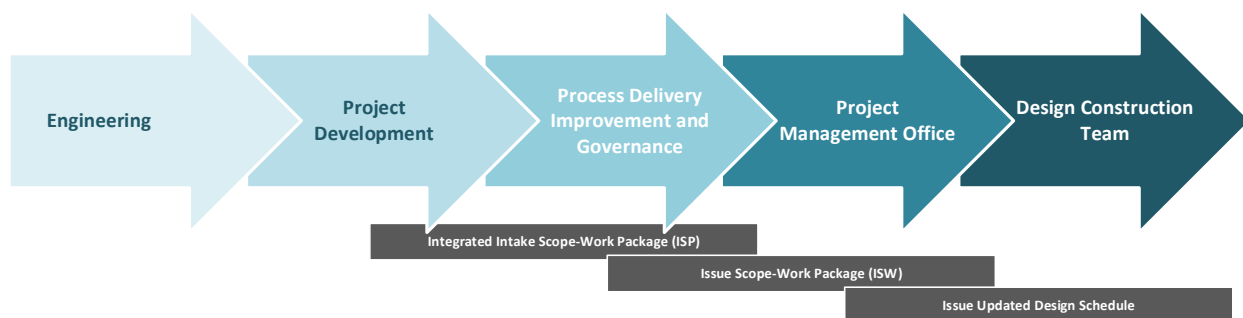 Engineering
Project
Development
Process Delivery
Improvement and
Governance
Project
Management Office
Design Construction
Team
Integrated Intake Scope-Work Package (ISP)
Issue Scope-Work Package (ISW)
Issue Updated Design Schedule